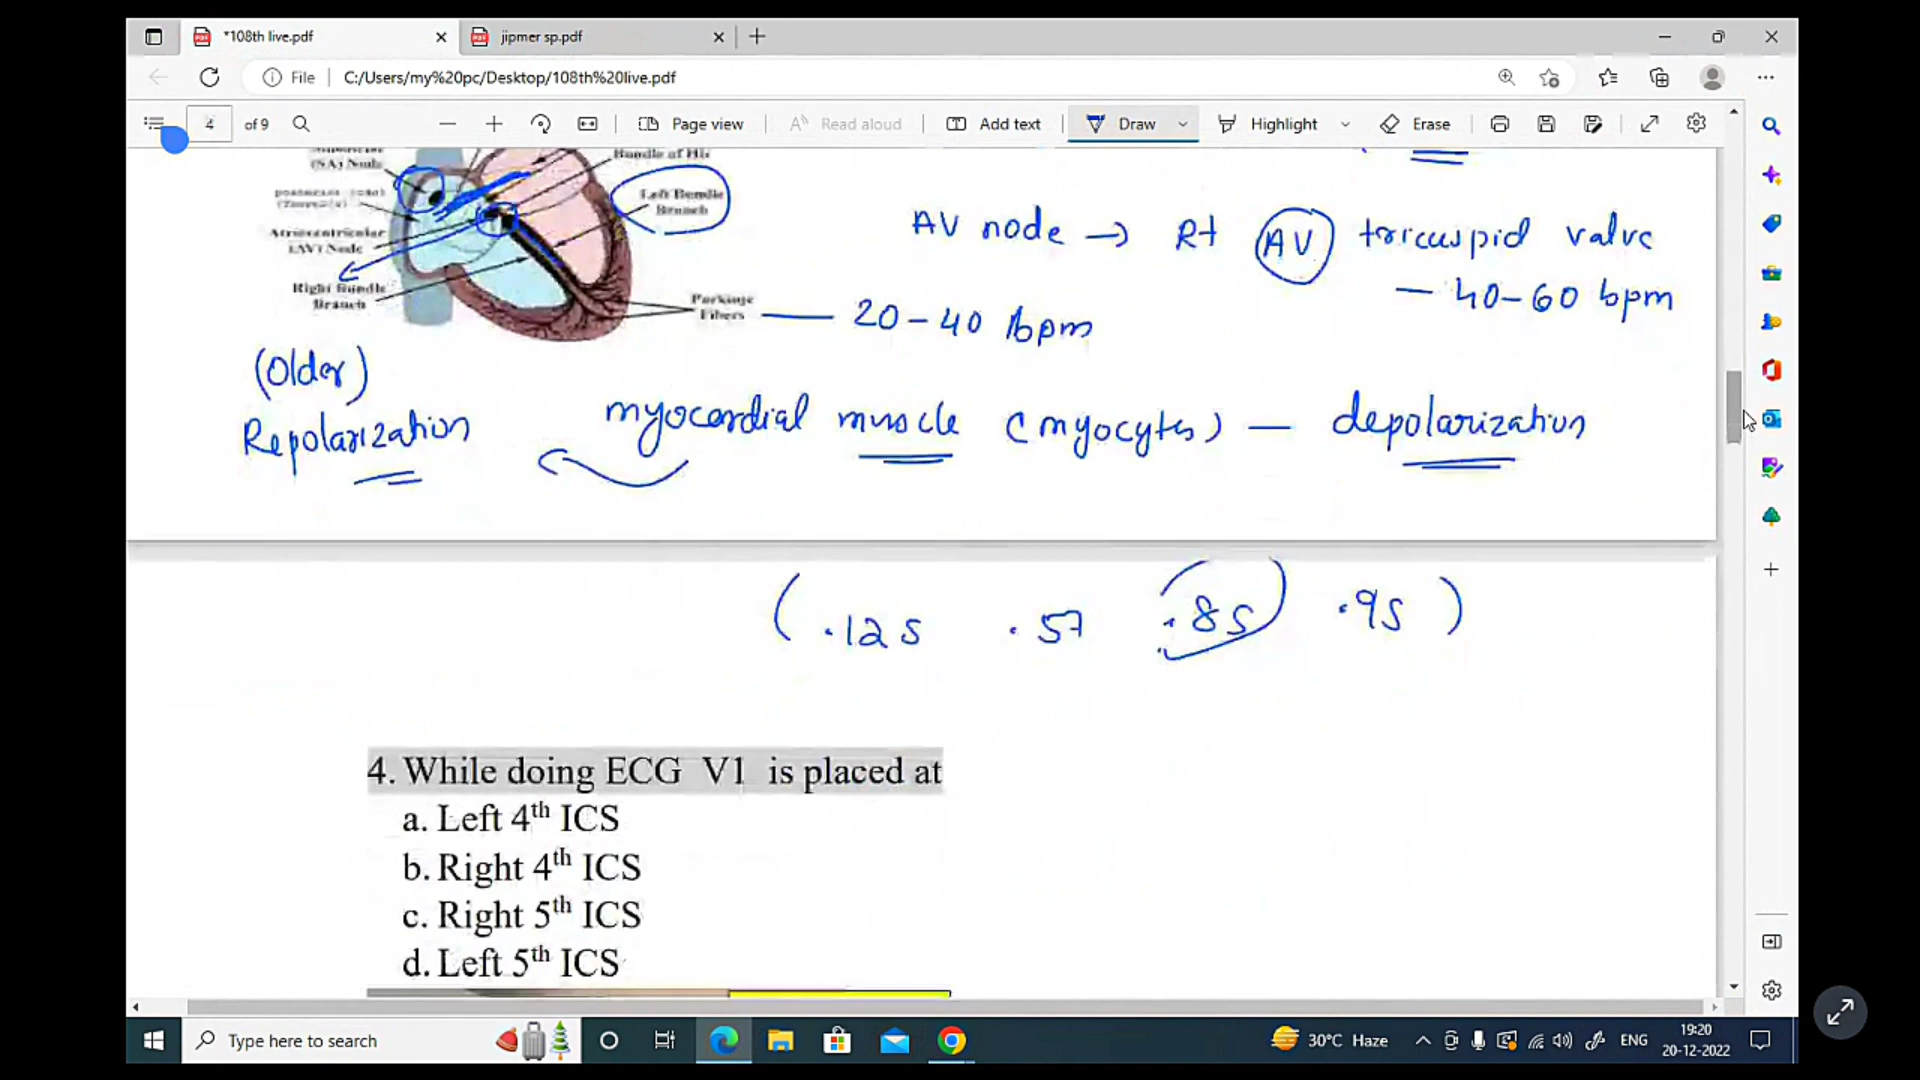 *108th live.pdf
jipmer sp.pdf
File C:/Users/my%20pc/Desktop/108th%20live.pdf
4 of 9 Page view Read aloud Add text Draw Highlight Erase
(SA) Node
Bundle of His
Left Bundle
Branch
Atrioventricular
(AV) Node
Right Bundle
Branch
Purkinje
Fibers
AV node → Rt AV tricuspid valve
— 40-60 bpm
20-40 bpm
(Older)
Repolarization
myocardial muscle (myocytes) — depolarization
( .12s .57 .8s .9s )
4. While doing ECG V1 is placed at
a. Left 4th ICS
b. Right 4th ICS
c. Right 5th ICS
d. Left 5th ICS
Type here to search
30°C Haze
ENG
19:20
20-12-2022